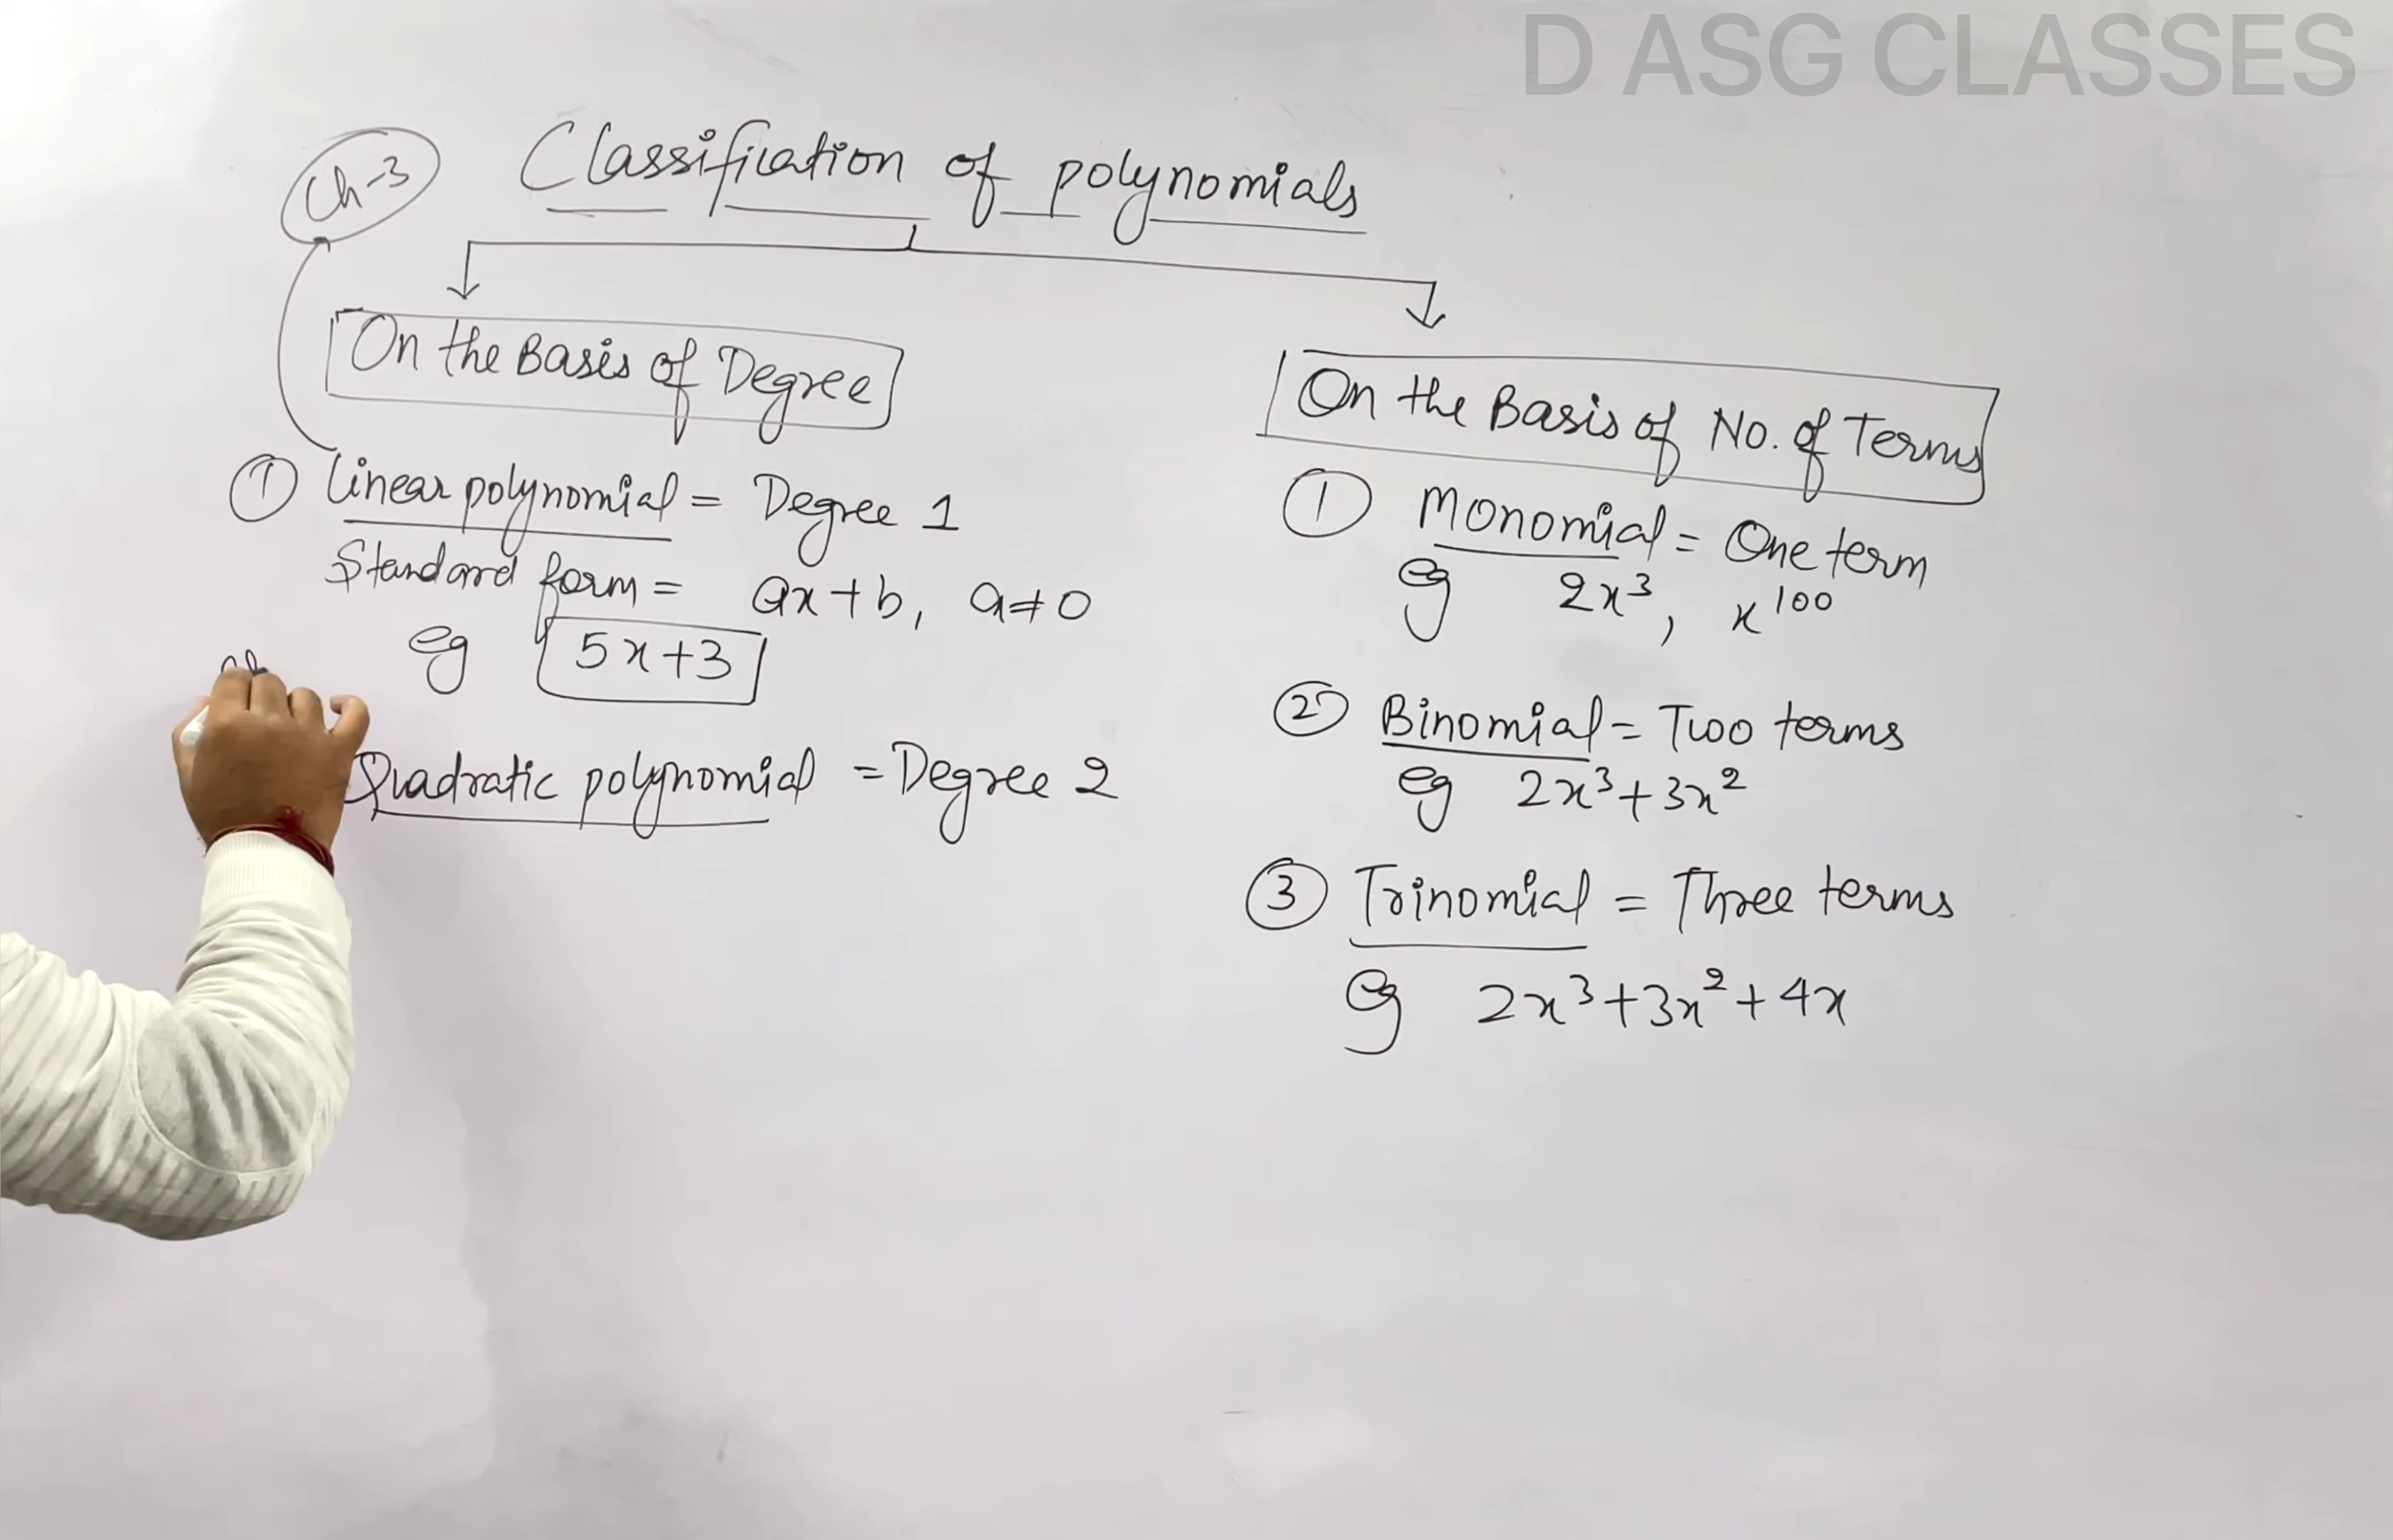 D ASG CLASSES
Ch-3
Classification of polynomials
On the Basis of Degree
① Linear polynomial = Degree 1
Standard form = ax+b, a≠0
eg 5x+3
Quadratic polynomial = Degree 2
On the Basis of No. of Terms
① Monomial = One term
eg 2x³, x¹⁰⁰
② Binomial = Two terms
eg 2x³+3x²
③ Trinomial = Three terms
eg 2x³+3x²+4x